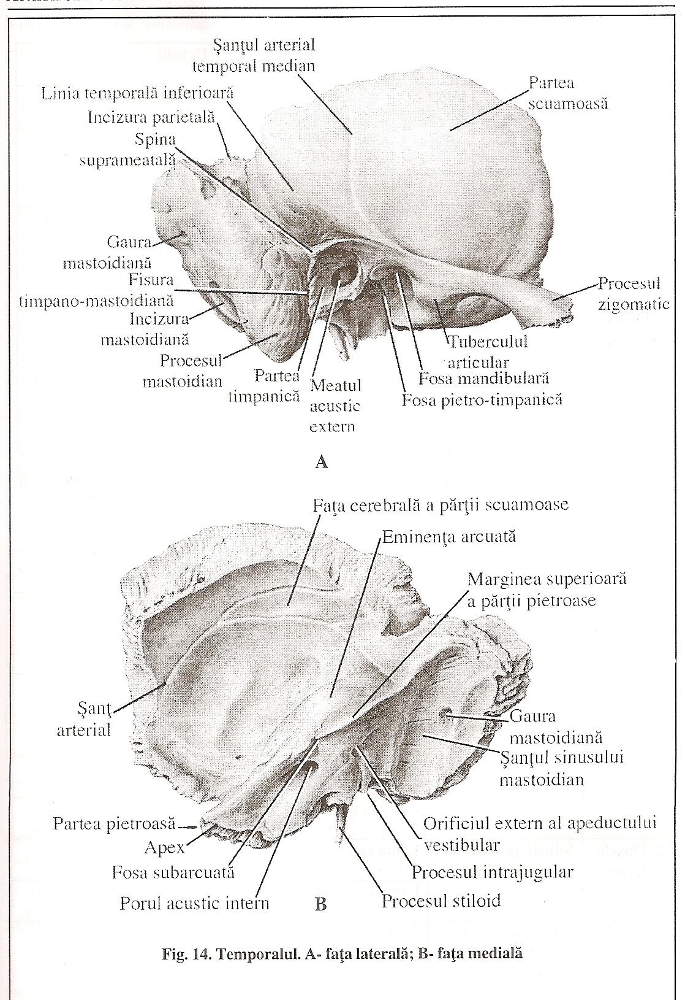 Şanţul arterial
temporal median
Partea
scuamoasă
Linia temporală inferioară
Incizura parietală
Spina
suprameatală
Gaura
mastoidiană
Fisura
timpano-mastoidiană
Incizura
mastoidiană
Procesul
mastoidian
Partea
timpanică
Meatul
acustic
extern
Procesul
zigomatic
Tuberculul
articular
Fosa mandibulară
Fosa pietro-timpanică
A
Faţa cerebrală a părţii scuamoase
Eminenţa arcuată
Marginea superioară
a părţii pietroase
Şanţ
arterial
Gaura
mastoidiană
Şanţul sinusului
mastoidian
Partea pietroasă
Apex
Fosa subarcuată
Porul acustic intern
Orificiul extern al apeductului
vestibular
Procesul intrajugular
Procesul stiloid
B
Fig. 14. Temporalul. A- faţa laterală; B- faţa medială